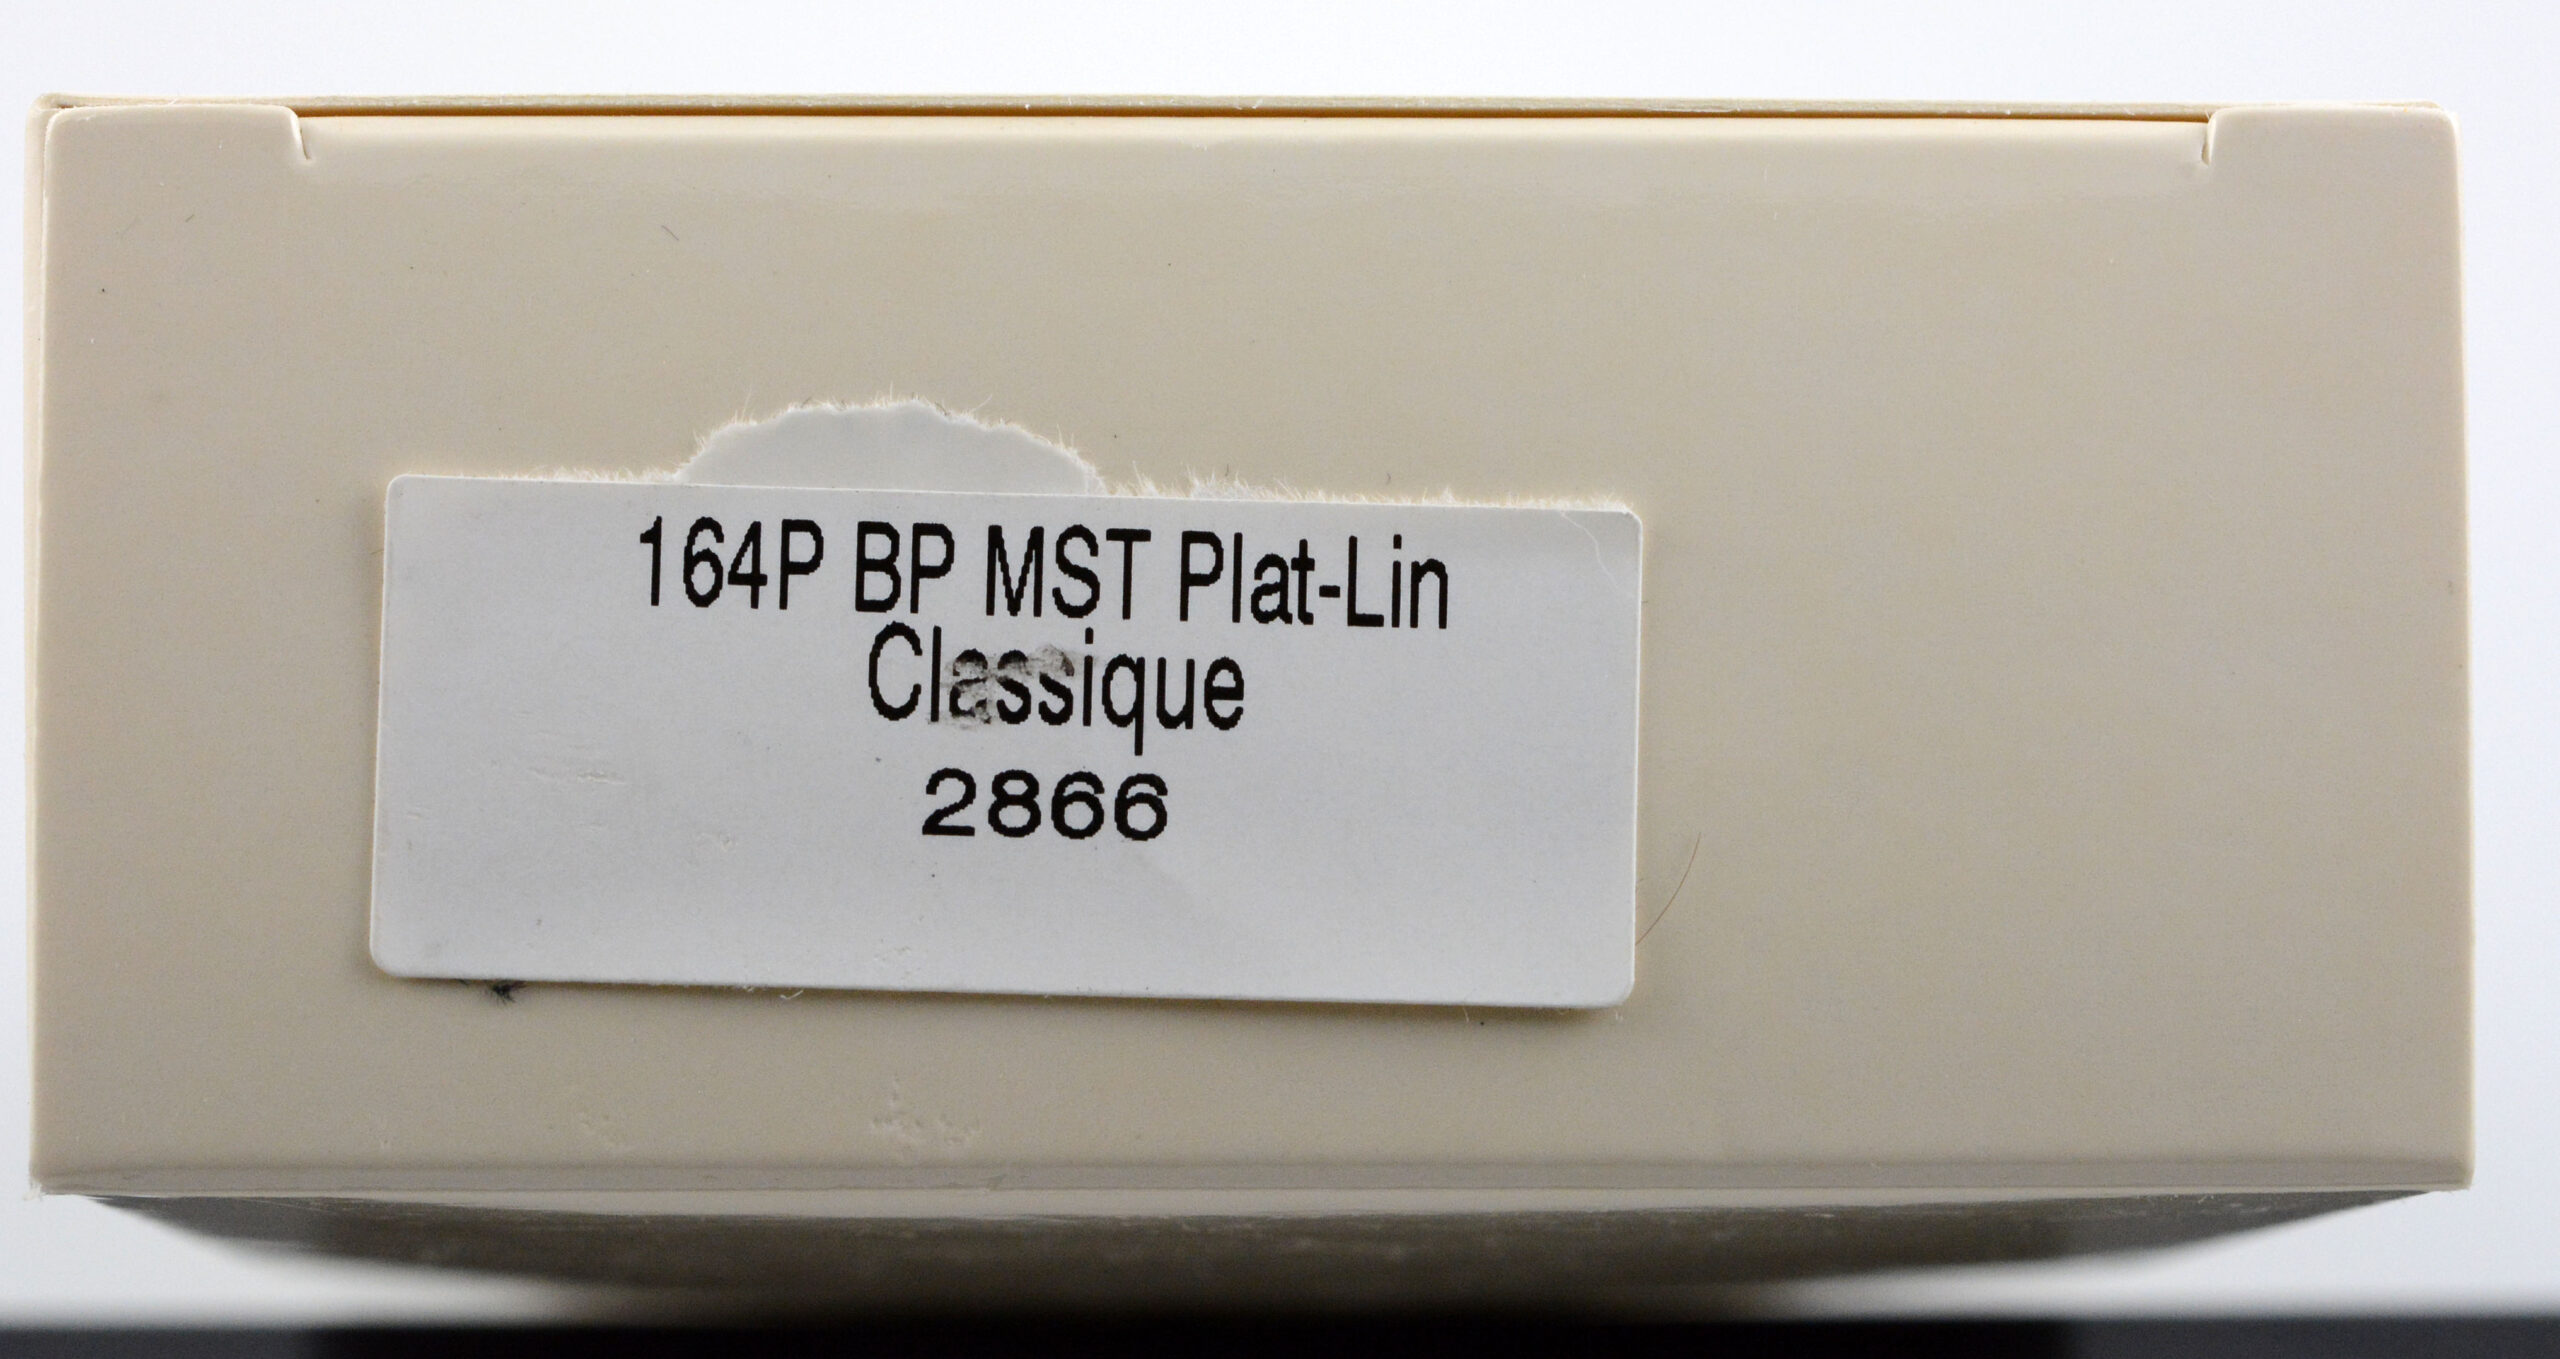 164P BP MST Plat-Lin
Classique
2866